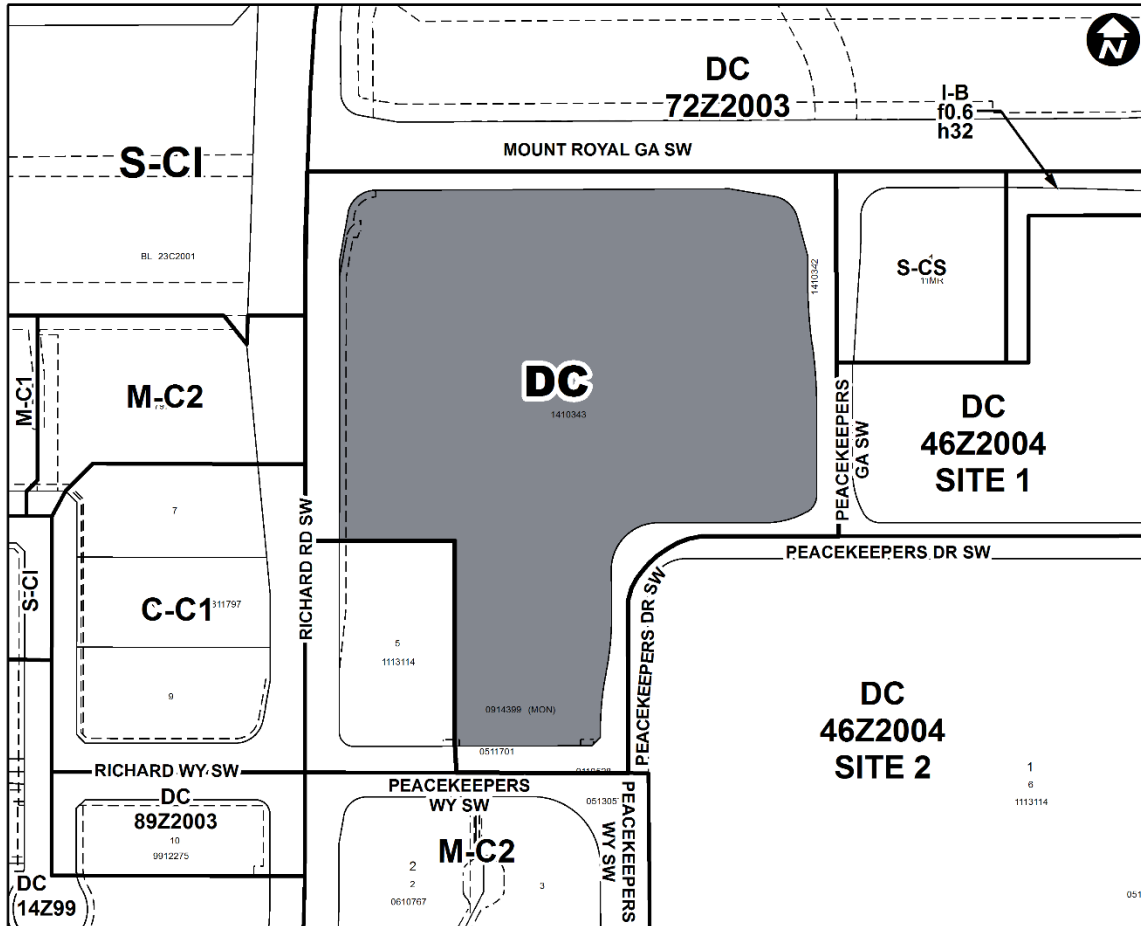 N
DC
72Z2003
I-B
f0.6
h32
MOUNT ROYAL GA SW
S-CI
BL 23C2001
S-CS
11MR
1410342
M-C1
M-C2
DC
1410343
PEACEKEEPERS
GA SW
DC
46Z2004
SITE 1
7
PEACEKEEPERS DR SW
S-CI
C-C1
RICHARD RD SW
5
1113114
PEACEKEEPERS DR SW
9
0914399 (MON)
0511701
DC
46Z2004
SITE 2
1
6
1113114
RICHARD WY SW
DC
89Z2003
10
9912275
PEACEKEEPERS
WY SW
051305
PEACEKEEPERS
WY SW
M-C2
2
2
0610767
3
DC
14Z99
051